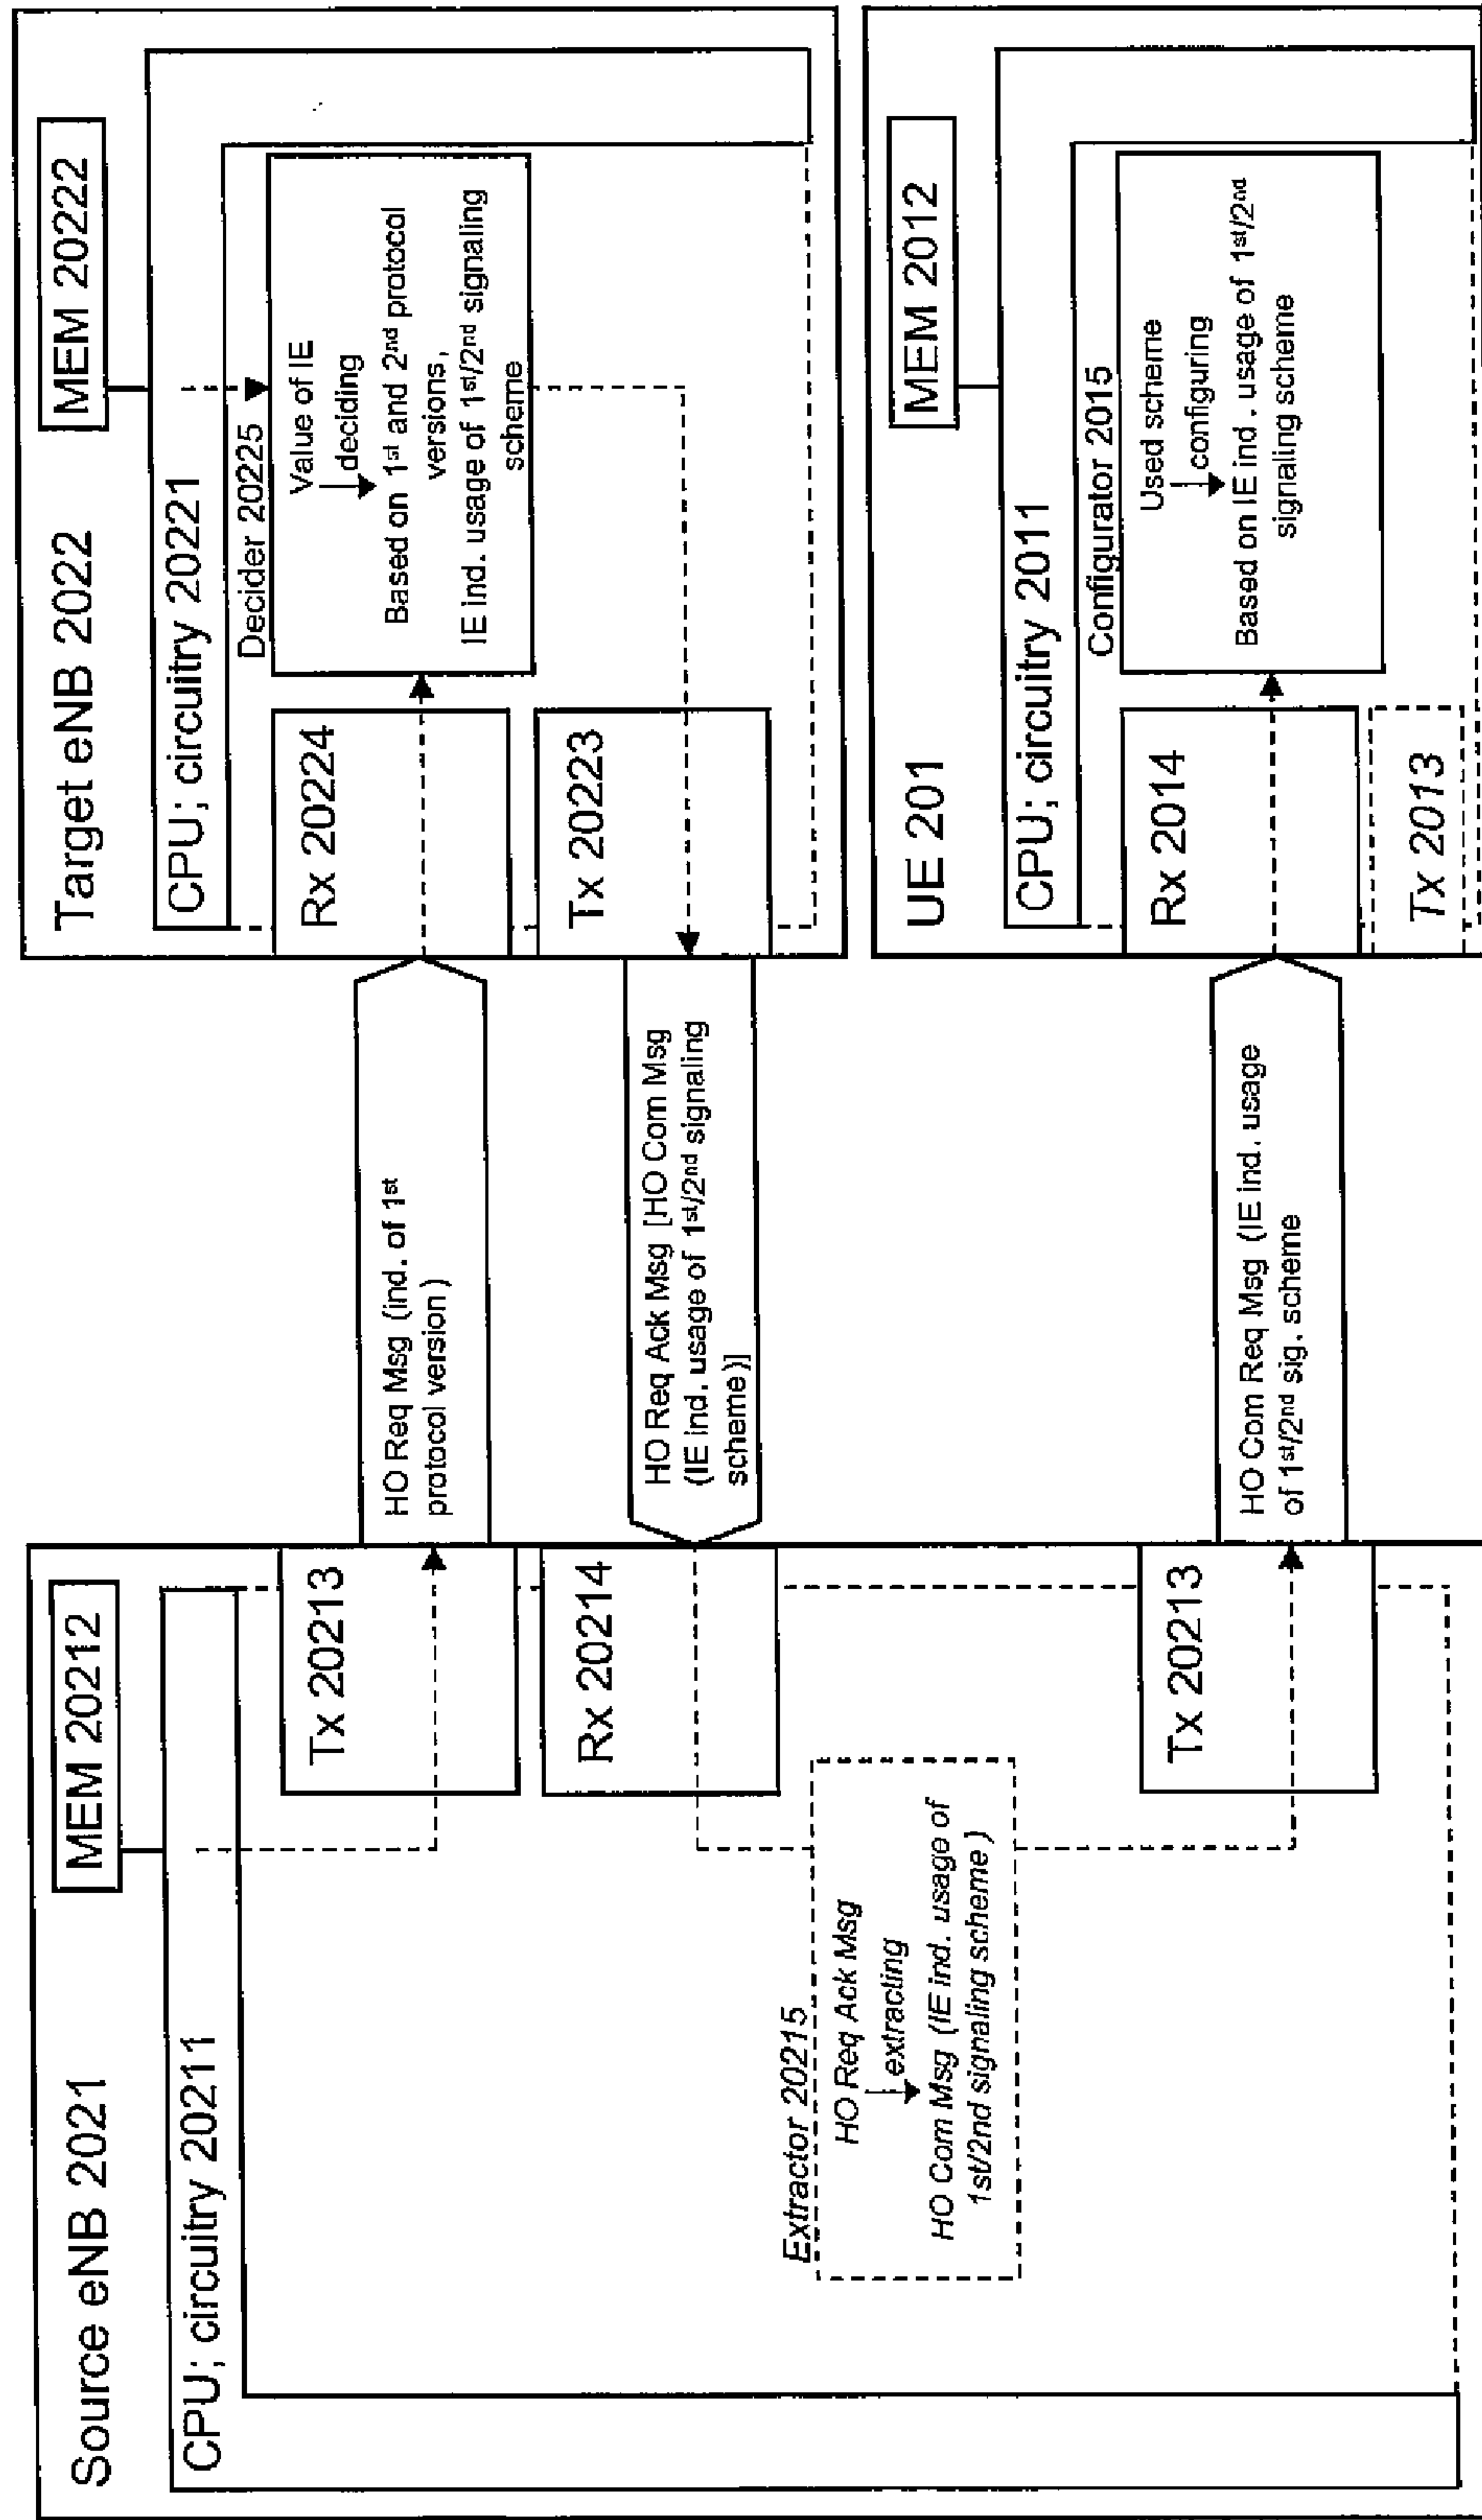 Source eNB 2021
MEM 20212
CPU; circuitry 20211
Tx 20213
Rx 20214
Extractor 20215
HO Req Ack Msg
extracting
HO Com Msg (IE ind. usage of
1st/2nd signaling scheme)
Tx 20213
HO Req Msg (ind. of 1st
protocol version)
HO Req Ack Msg [HO Com Msg
(IE ind. usage of 1st/2nd signaling
scheme)]
HO Com Req Msg (IE ind. usage
of 1st/2nd sig. scheme
Target eNB 2022
MEM 20222
CPU; circuitry 20221
Decider 20225
Rx 20224
Value of IE
deciding
Based on 1st and 2nd protocol
versions,
IE ind. usage of 1st/2nd signaling
scheme
Tx 20223
UE 201
MEM 2012
CPU; circuitry 2011
Configurator 2015
Rx 2014
Used scheme
configuring
Based on IE ind. usage of 1st/2nd
signaling scheme
Tx 2013